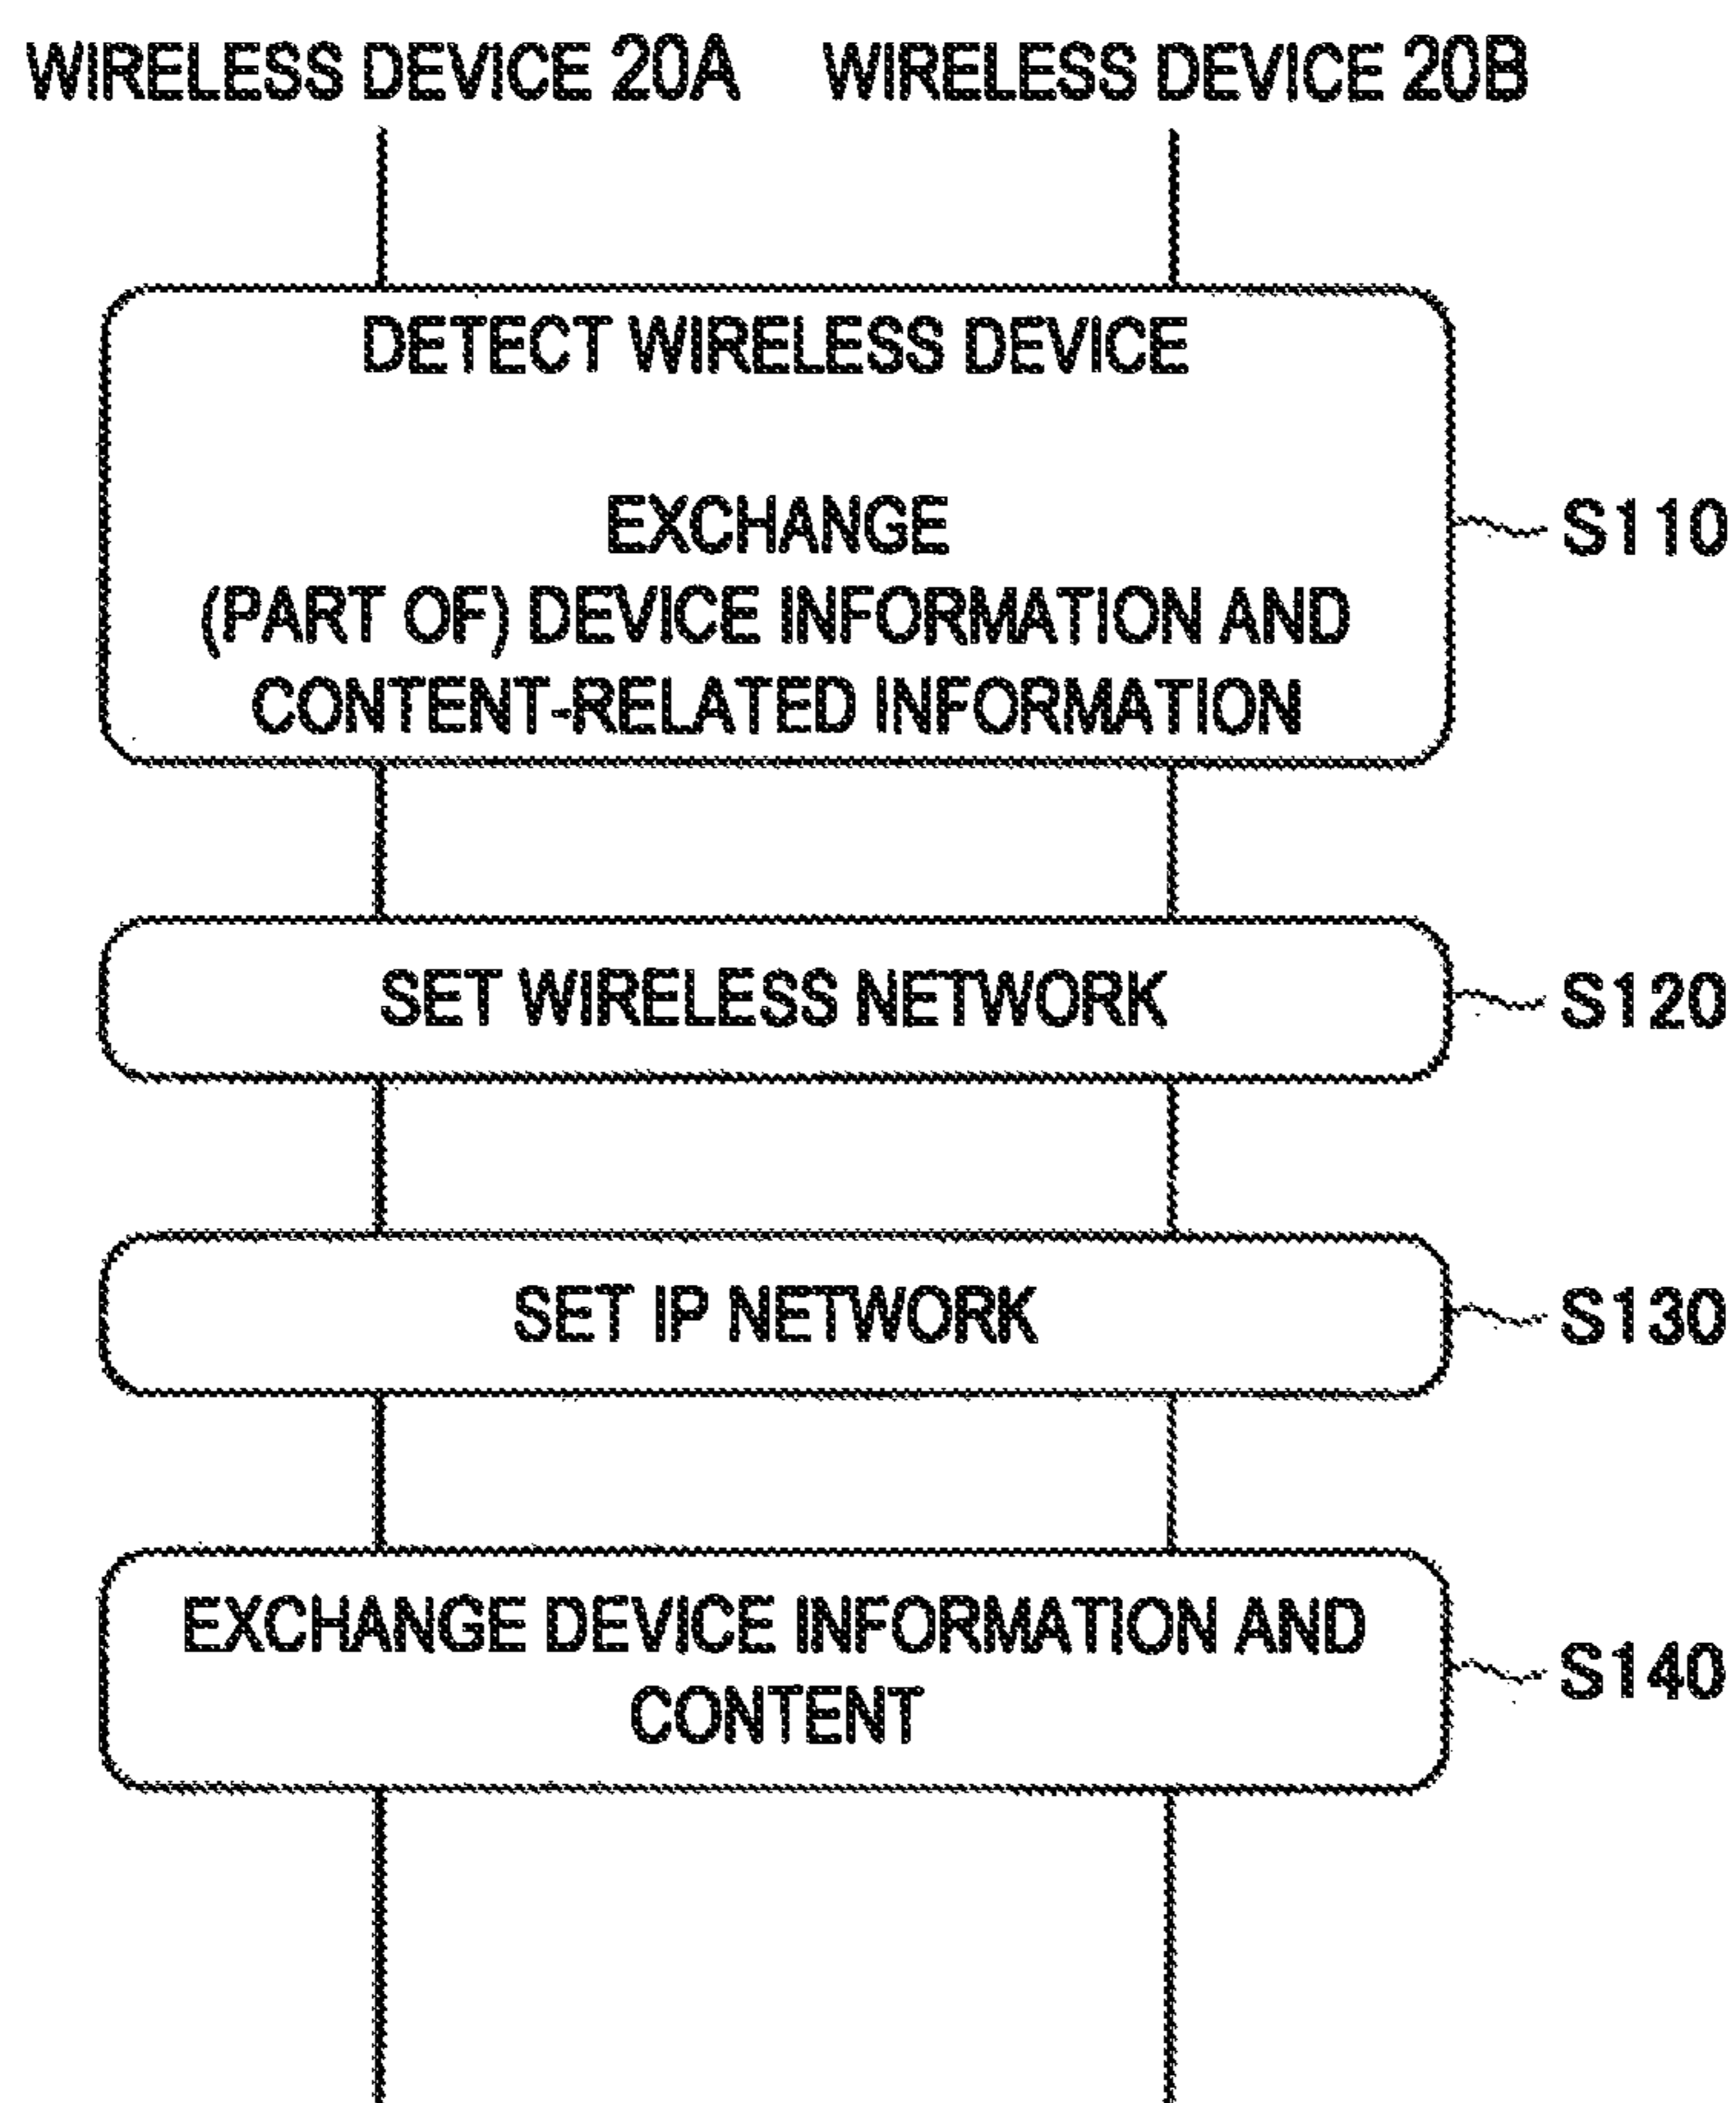 WIRELESS DEVICE 20A WIRELESS DEVICE 20B
DETECT WIRELESS DEVICE
EXCHANGE
(PART OF) DEVICE INFORMATION AND
CONTENT-RELATED INFORMATION
S110
SET WIRELESS NETWORK
S120
SET IP NETWORK
S130
EXCHANGE DEVICE INFORMATION AND
CONTENT
S140